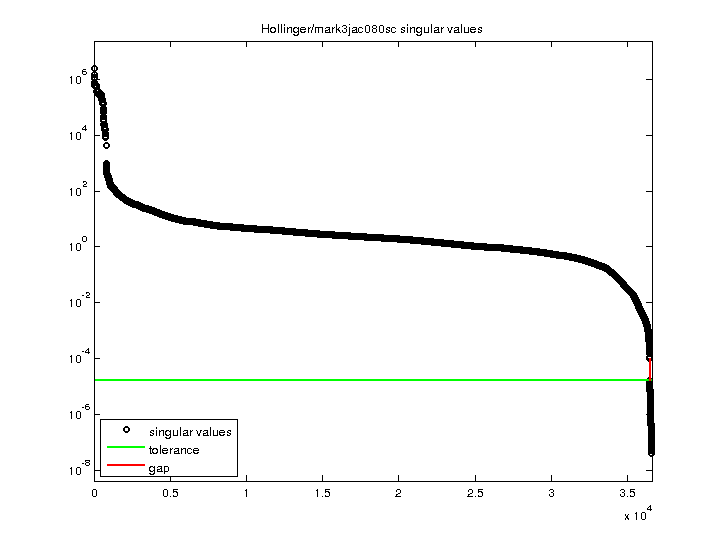 Hollinger/mark3jac080sc singular values
10^6
10^4
10^2
10^0
10^-2
10^-4
10^-6
10^-8
singular values
tolerance
gap
0 0.5 1 1.5 2 2.5 3 3.5
x 10^4